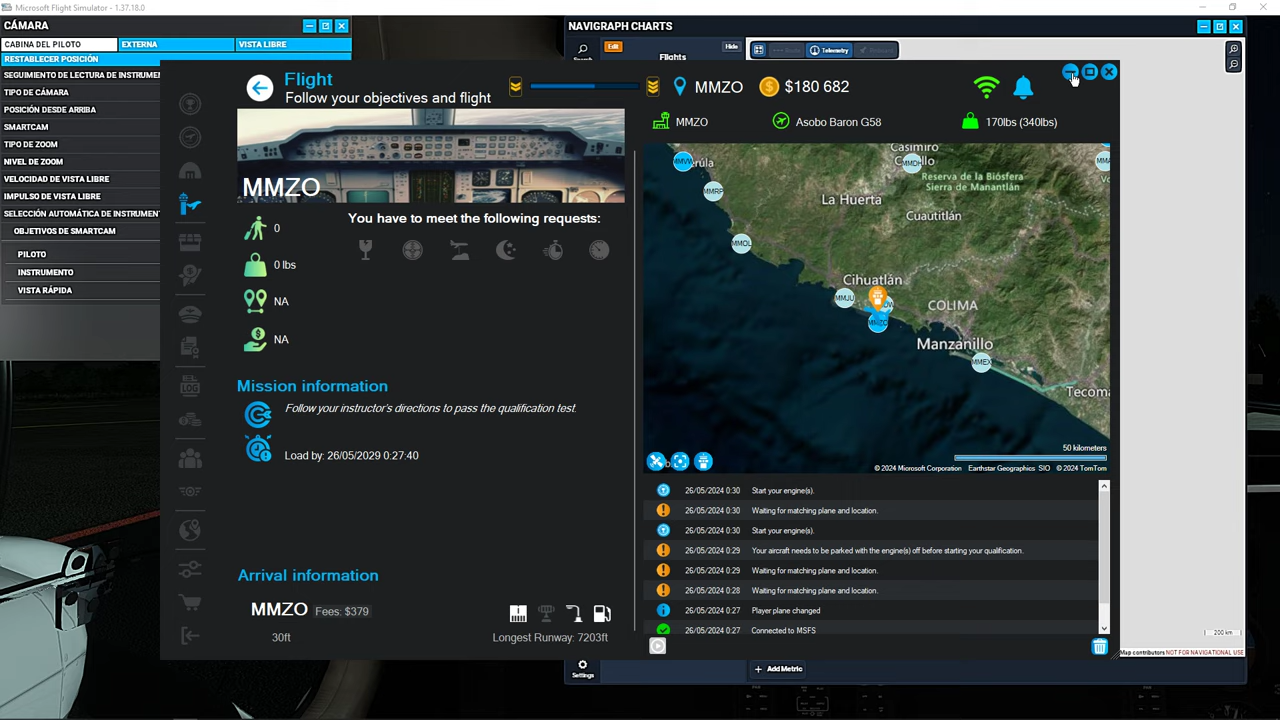 Microsoft Flight Simulator - 1.37.18.0
CÁMARA
CABINA DEL PILOTO
EXTERNA
VISTA LIBRE
RESTABLECER POSICIÓN
SEGUIMIENTO DE LECTURA DE INSTRUMEN
TIPO DE CÁMARA
POSICIÓN DESDE ARRIBA
SMARTCAM
TIPO DE ZOOM
NIVEL DE ZOOM
VELOCIDAD DE VISTA LIBRE
IMPULSO DE VISTA LIBRE
SELECCIÓN AUTOMÁTICA DE INSTRUMENT
OBJETIVOS DE SMARTCAM
PILOTO
INSTRUMENTO
VISTA RÁPIDA
NAVIGRAPH CHARTS
Edit
Hide
Flights
Telemetry
Flight
Follow your objectives and flight
MMZO
$180 682
MMZO
Asobo Baron G58
170lbs (340lbs)
MMZO
You have to meet the following requests:
0
0 lbs
NA
NA
Mission information
Follow your instructor's directions to pass the qualification test.
Load by: 26/05/2029 0:27:40
Arrival information
MMZO Fees: $379
30ft
Longest Runway: 7203ft
Casimiro
MMDH
Reserva de la Biósfera
Sierra de Manantlán
MMRP
La Huerta
Cuautitlán
MMOL
Cihuatlán
MMJU
COLIMA
MMZO
Manzanillo
MMEX
Tecoma
50 kilometers
© 2024 Microsoft Corporation Earthstar Geographics SIO © 2024 TomTom
26/05/2024 0:30 Start your engine(s).
26/05/2024 0:30 Waiting for matching plane and location.
26/05/2024 0:30 Start your engine(s).
26/05/2024 0:29 Your aircraft needs to be parked with the engine(s) off before starting your qualification.
26/05/2024 0:29 Waiting for matching plane and location.
26/05/2024 0:28 Waiting for matching plane and location.
26/05/2024 0:27 Player plane changed
26/05/2024 0:27 Connected to MSFS
200 km
Map contributors NOT FOR NAVIGATIONAL USE
Settings
+ Add Metric
LOG